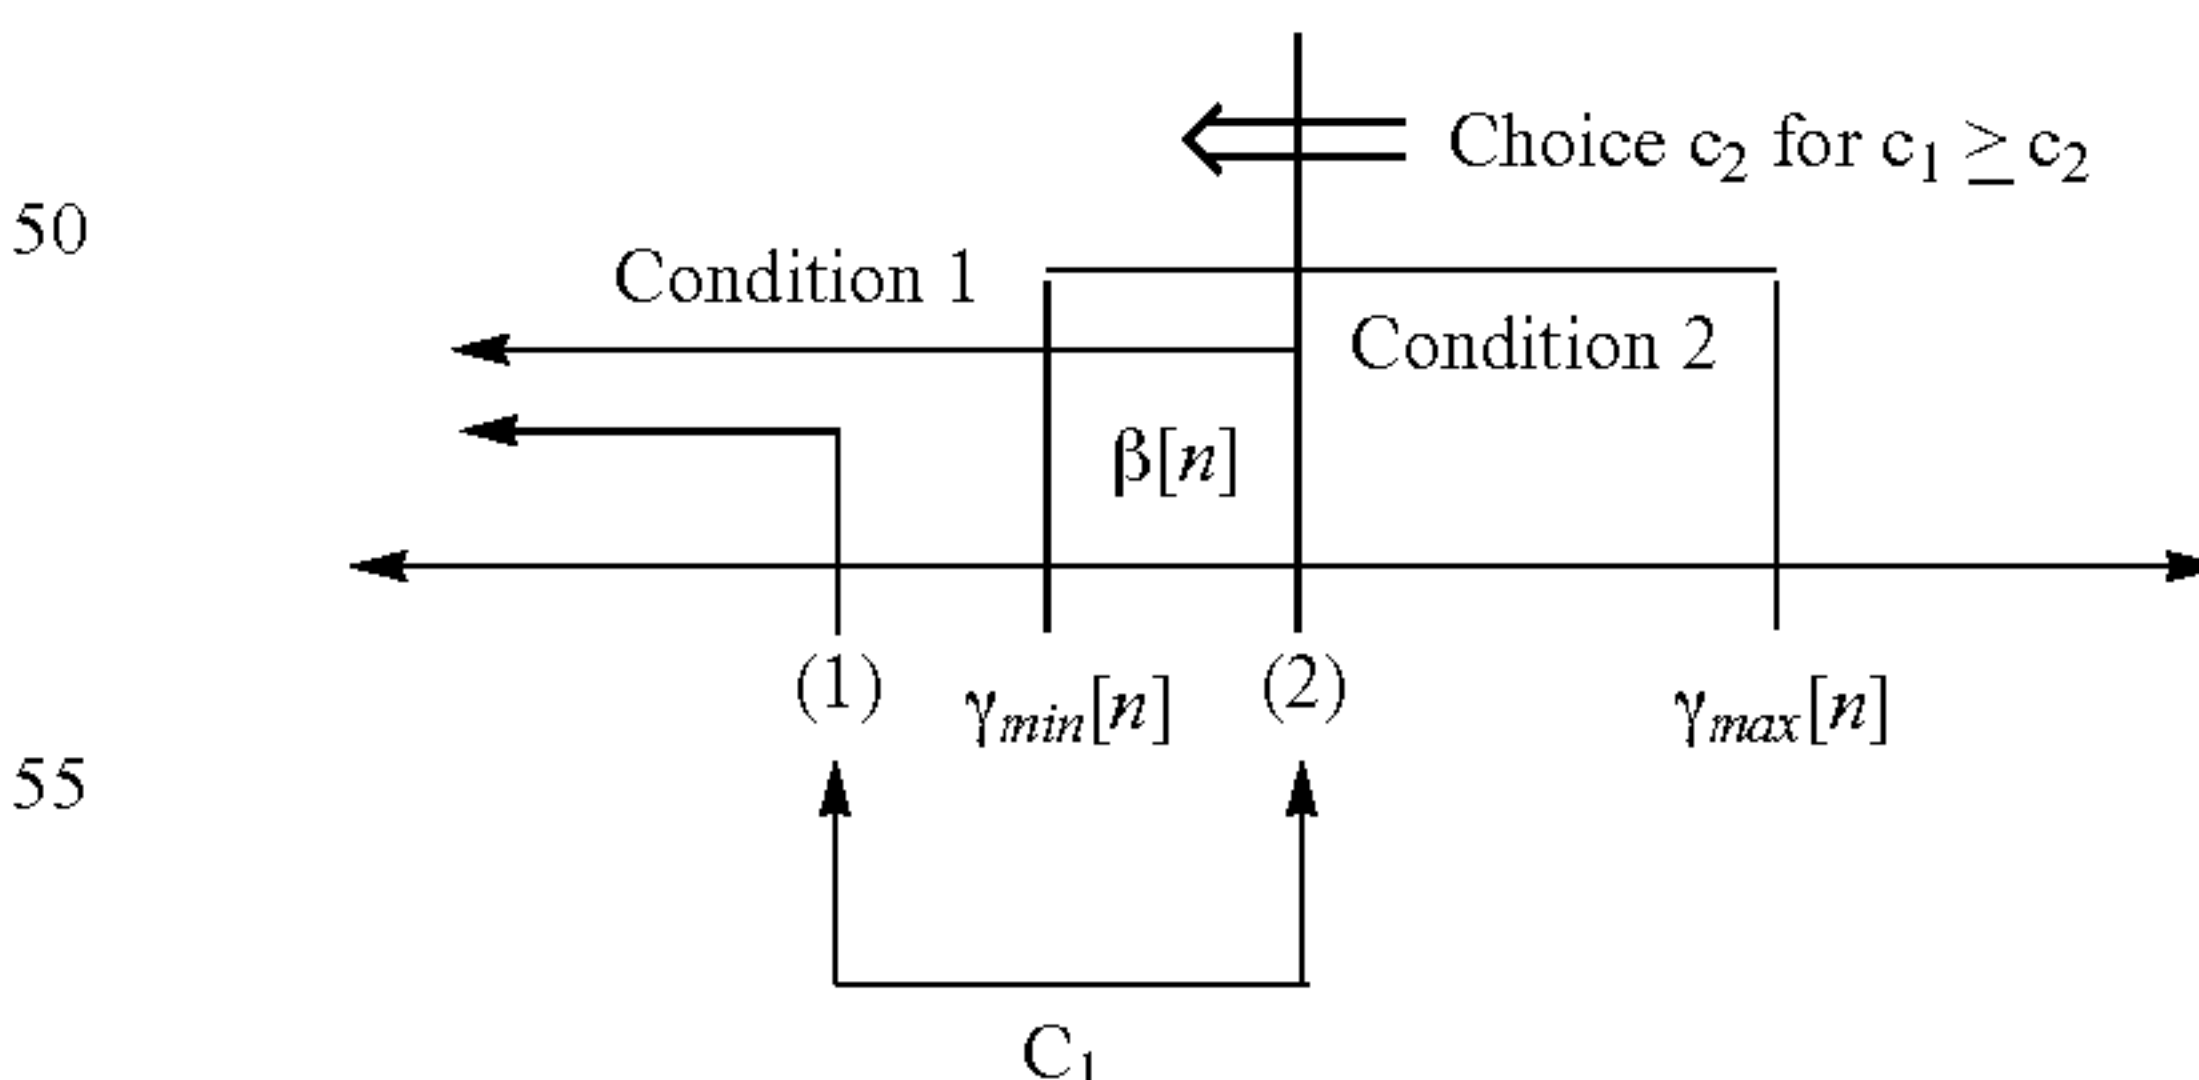 Choice c₂ for c₁ ≥ c₂
50
Condition 1
Condition 2
β[n]
(1)
γmin[n]
(2)
γmax[n]
55
C₁